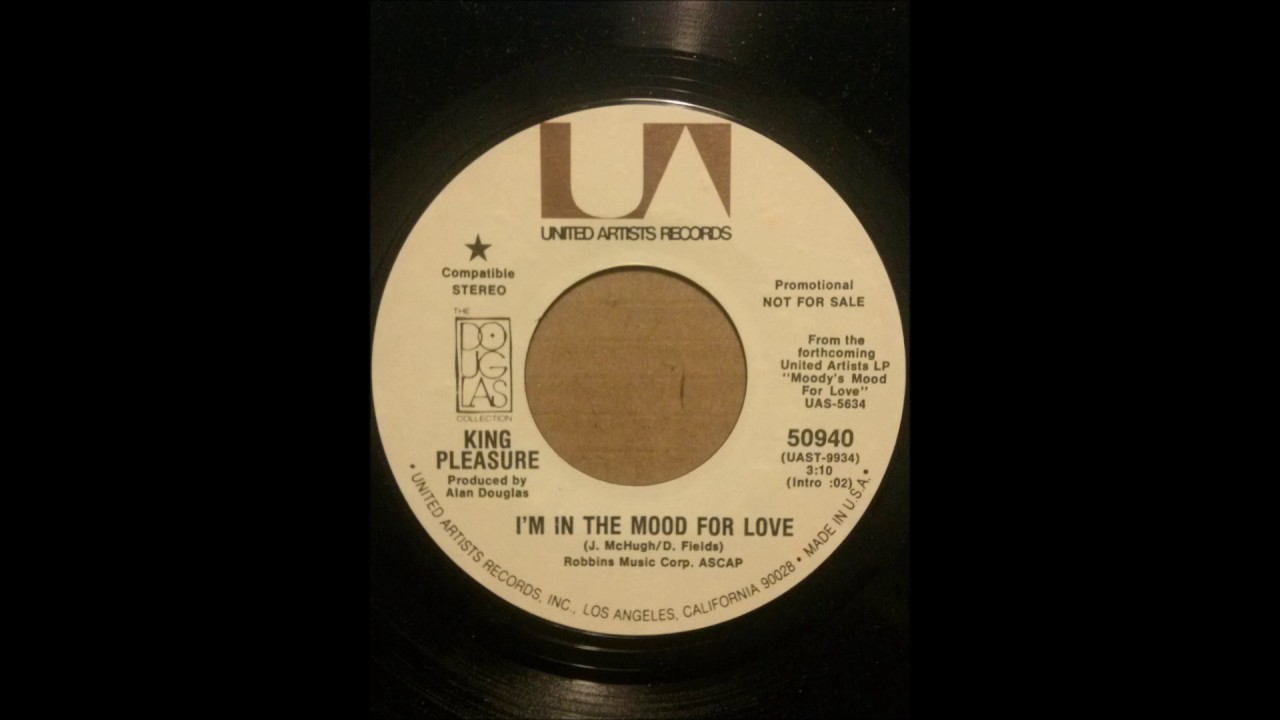 UA
UNITED ARTISTS RECORDS
★
Compatible
STEREO
THE
DOUGLAS
COLLECTION
KING
PLEASURE
Produced by
Alan Douglas
Promotional
NOT FOR SALE
From the
forthcoming
United Artists LP
"Moody's Mood
For Love"
UAS-5634
50940
(UAST-9934)
3:10
(Intro :02)
I'M IN THE MOOD FOR LOVE
(J. McHugh/D. Fields)
Robbins Music Corp. ASCAP
• UNITED ARTISTS RECORDS, INC., LOS ANGELES, CALIFORNIA 90028 • MADE IN U.S.A. •